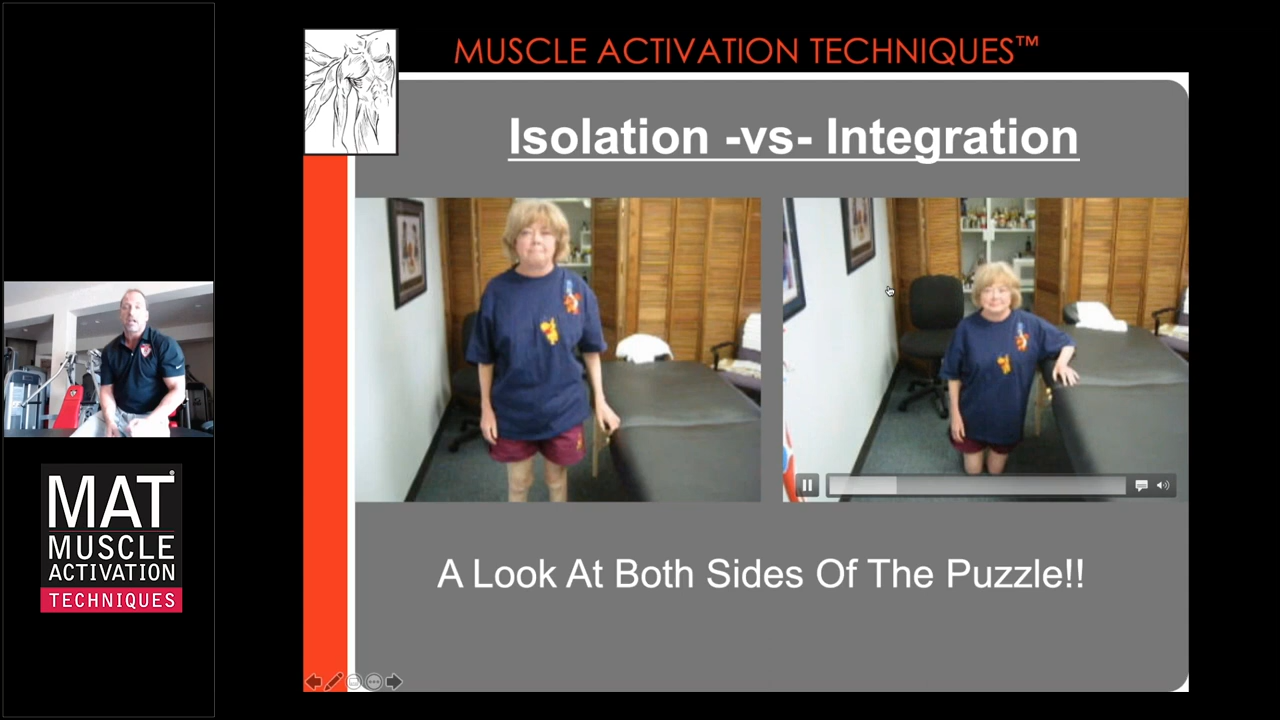 MUSCLE ACTIVATION TECHNIQUES™
Isolation -vs- Integration
A Look At Both Sides Of The Puzzle!!
MAT®
MUSCLE
ACTIVATION
TECHNIQUES